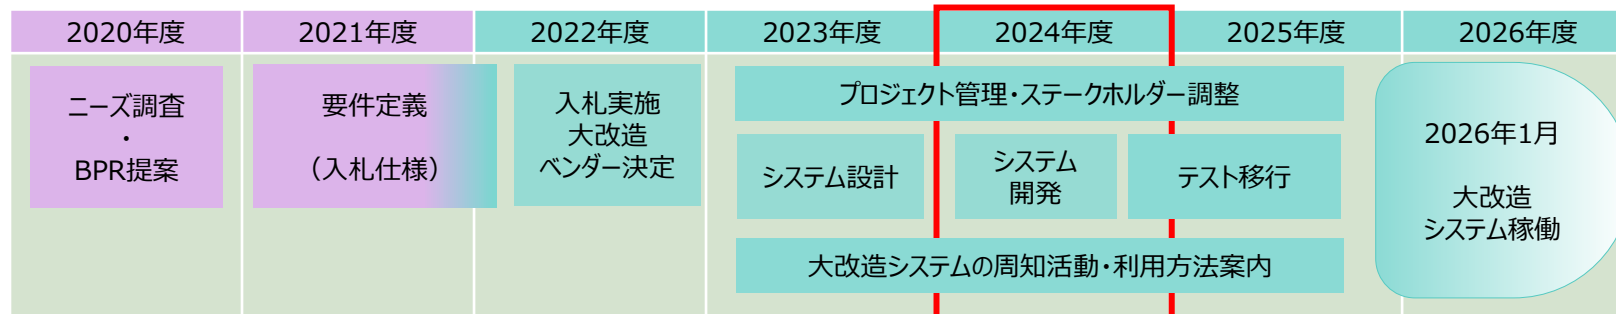 2020年度
2021年度
2022年度
2023年度
2024年度
2025年度
2026年度
ニーズ調査
・
BPR提案
要件定義
（入札仕様）
入札実施
大改造
ベンダー決定
プロジェクト管理・ステークホルダー調整
システム設計
システム
開発
テスト移行
大改造システムの周知活動・利用方法案内
2026年1月
大改造
システム稼働